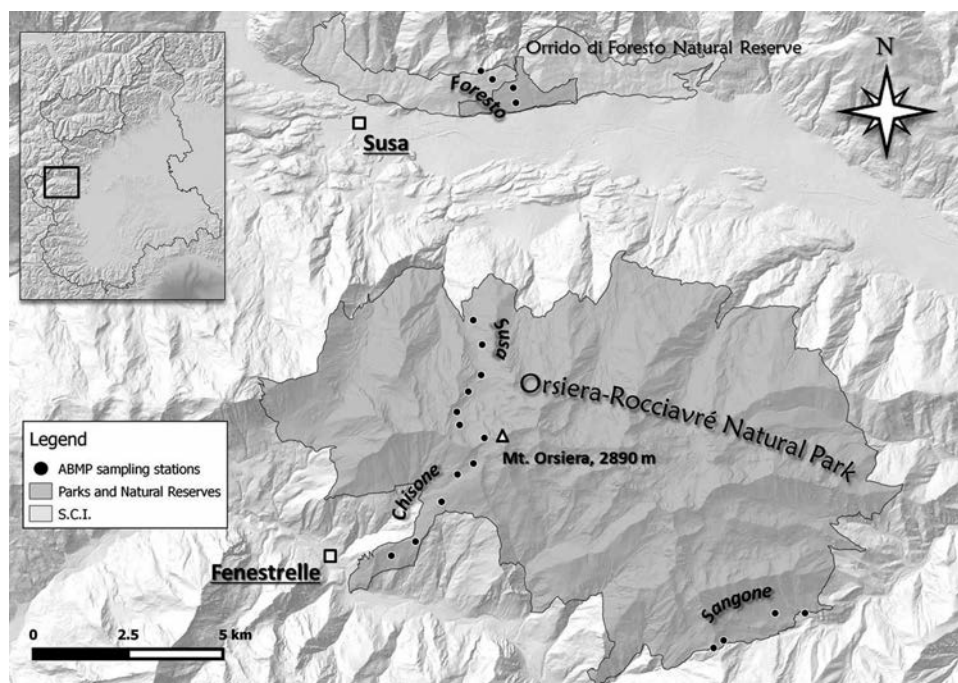 Orrido di Foresto Natural Reserve
N
Foresto
Susa
Susa
Orsiera-Rocciavré Natural Park
Mt. Orsiera, 2890 m
Chisone
Legend
ABMP sampling stations
Parks and Natural Reserves
S.C.I.
Fenestrelle
Sangone
0 2.5 5 km